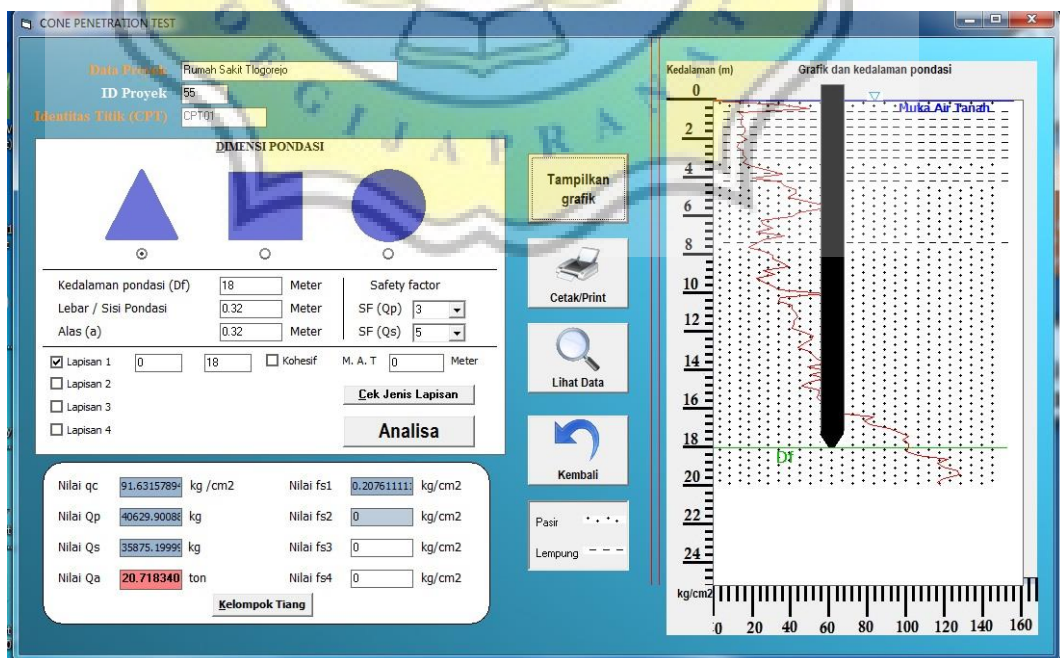 CONE PENETRATION TEST
GIJAPRANAT
Data Proyek Rumah Sakit Tlogorejo
ID Proyek 55
Identitas Titik (CPT) CPT01
DIMENSI PONDASI
Kedalaman pondasi (Df) 18 Meter Safety factor
Lebar / Sisi Pondasi 0.32 Meter SF (Qp) 3
Alas (a) 0.32 Meter SF (Qs) 5
Lapisan 1 0 18 Kohesif M. A. T 0 Meter
Lapisan 2
Lapisan 3
Lapisan 4
Cek Jenis Lapisan
Analisa
Nilai qc 91.6315789 kg /cm2 Nilai fs1 0.20761111 kg/cm2
Nilai Qp 40629.9008 kg Nilai fs2 0 kg/cm2
Nilai Qs 35875.1999 kg Nilai fs3 0 kg/cm2
Nilai Qa 20.718340 ton Nilai fs4 0 kg/cm2
Kelompok Tiang
Tampilkan
grafik
Cetak/Print
Lihat Data
Kembali
Pasir
Lempung
Kedalaman (m) Grafik dan kedalaman pondasi
Muka Air Tanah
0
2
4
6
8
10
12
14
16
18
Df
20
22
24
kg/cm2
0 20 40 60 80 100 120 140 160